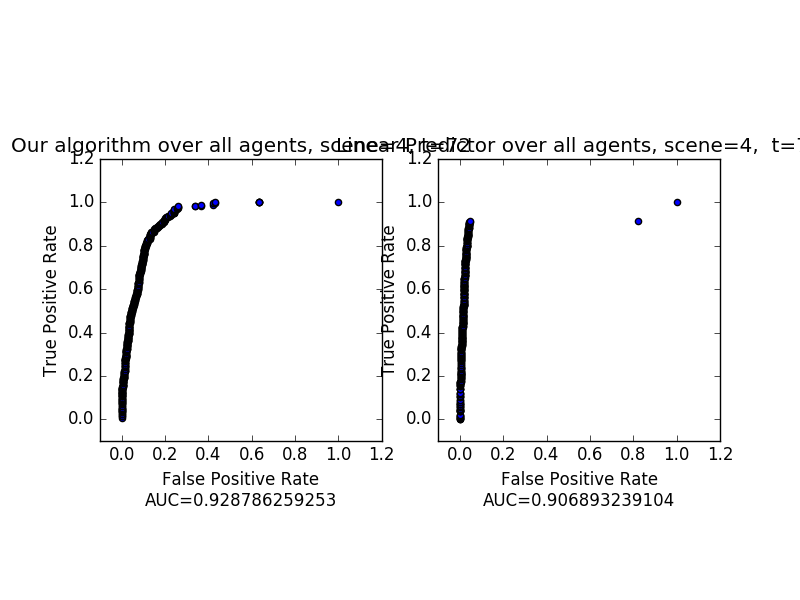 Our algorithm over all agents, scene=4, t=72
Linear Predictor over all agents, scene=4, t=7
1.2
1.0
0.8
0.6
0.4
0.2
0.0
True Positive Rate
0.0 0.2 0.4 0.6 0.8 1.0 1.2
False Positive Rate
AUC=0.928786259253
1.2
1.0
0.8
0.6
0.4
0.2
0.0
True Positive Rate
0.0 0.2 0.4 0.6 0.8 1.0 1.2
False Positive Rate
AUC=0.906893239104